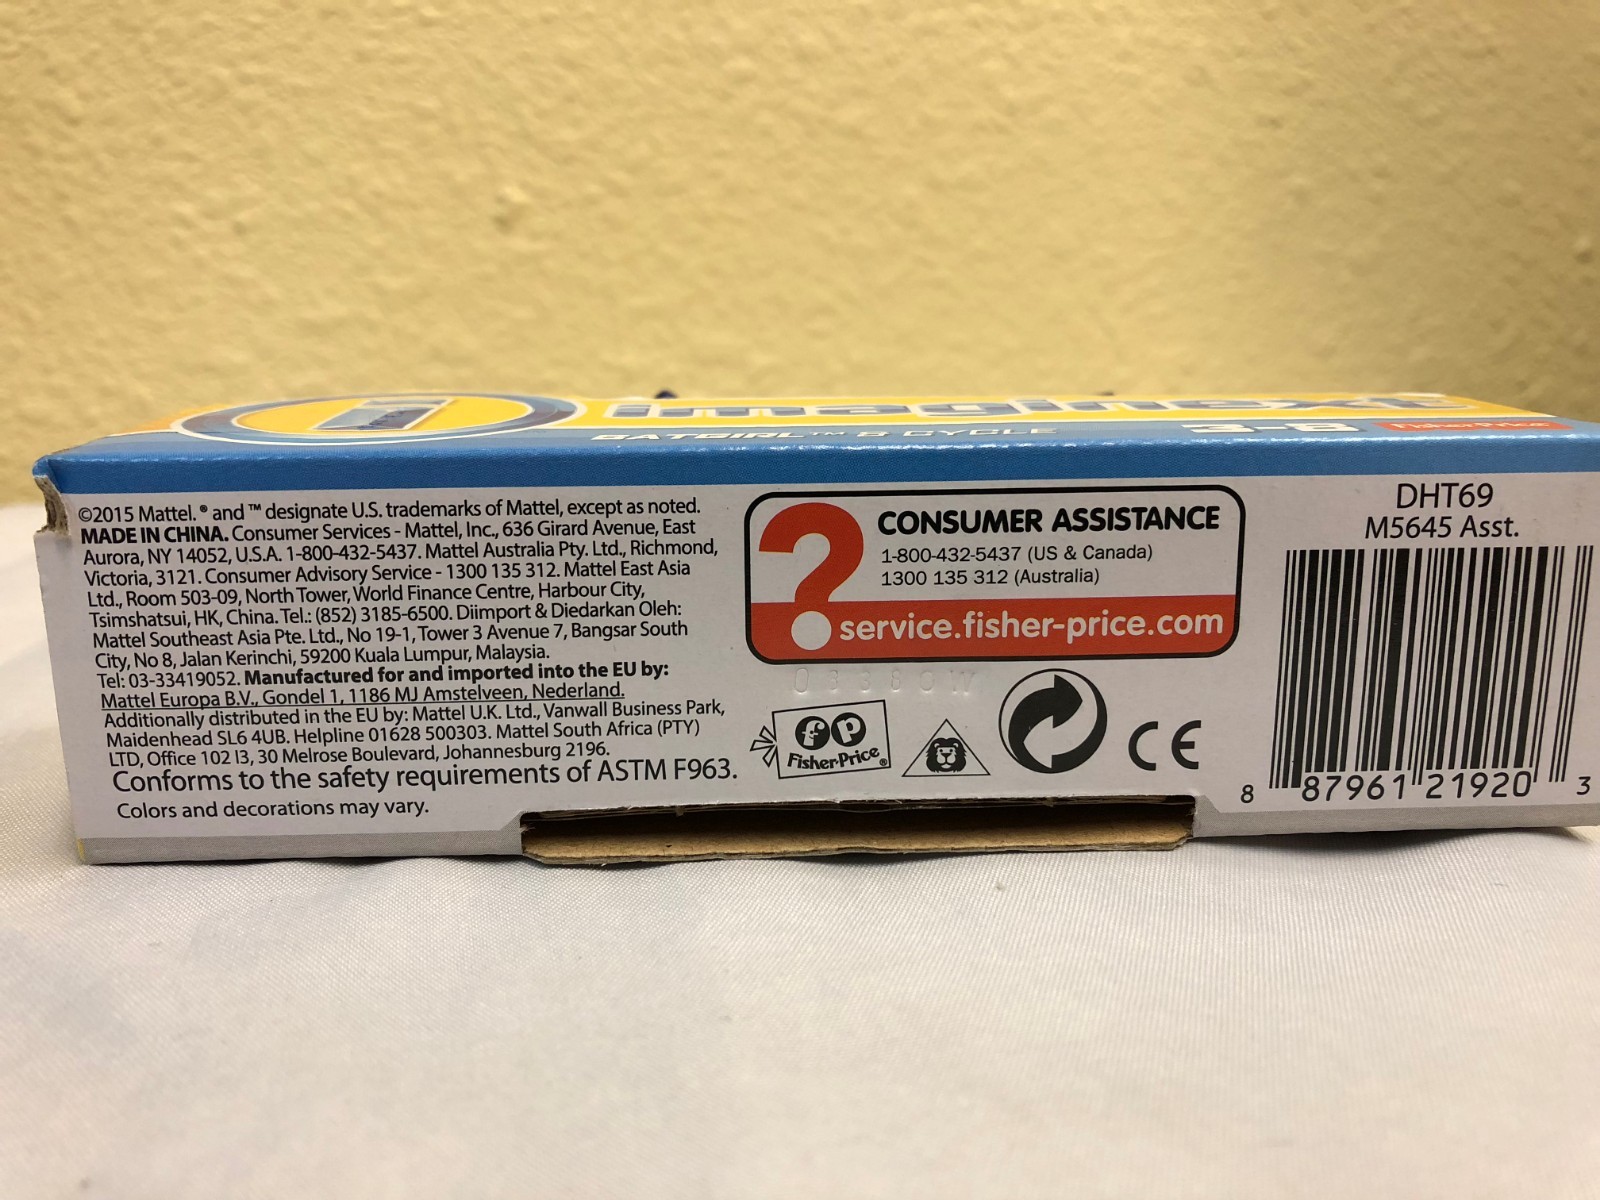 imaginext
BATGIRL™ & CYCLE
3-8
Fisher-Price
©2015 Mattel. ® and ™ designate U.S. trademarks of Mattel, except as noted.
MADE IN CHINA. Consumer Services - Mattel, Inc., 636 Girard Avenue, East
Aurora, NY 14052, U.S.A. 1-800-432-5437. Mattel Australia Pty. Ltd., Richmond,
Victoria, 3121. Consumer Advisory Service - 1300 135 312. Mattel East Asia
Ltd., Room 503-09, North Tower, World Finance Centre, Harbour City,
Tsimshatsui, HK, China. Tel.: (852) 3185-6500. Diimport & Diedarkan Oleh:
Mattel Southeast Asia Pte. Ltd., No 19-1, Tower 3 Avenue 7, Bangsar South
City, No 8, Jalan Kerinchi, 59200 Kuala Lumpur, Malaysia.
Tel: 03-33419052. Manufactured for and imported into the EU by:
Mattel Europa B.V., Gondel 1, 1186 MJ Amstelveen, Nederland.
Additionally distributed in the EU by: Mattel U.K. Ltd., Vanwall Business Park,
Maidenhead SL6 4UB. Helpline 01628 500303. Mattel South Africa (PTY)
LTD, Office 102 I3, 30 Melrose Boulevard, Johannesburg 2196.
Conforms to the safety requirements of ASTM F963.
Colors and decorations may vary.
? CONSUMER ASSISTANCE
1-800-432-5437 (US & Canada)
1300 135 312 (Australia)
service.fisher-price.com
fp
Fisher-Price®
CE
DHT69
M5645 Asst.
8 87961 21920 3